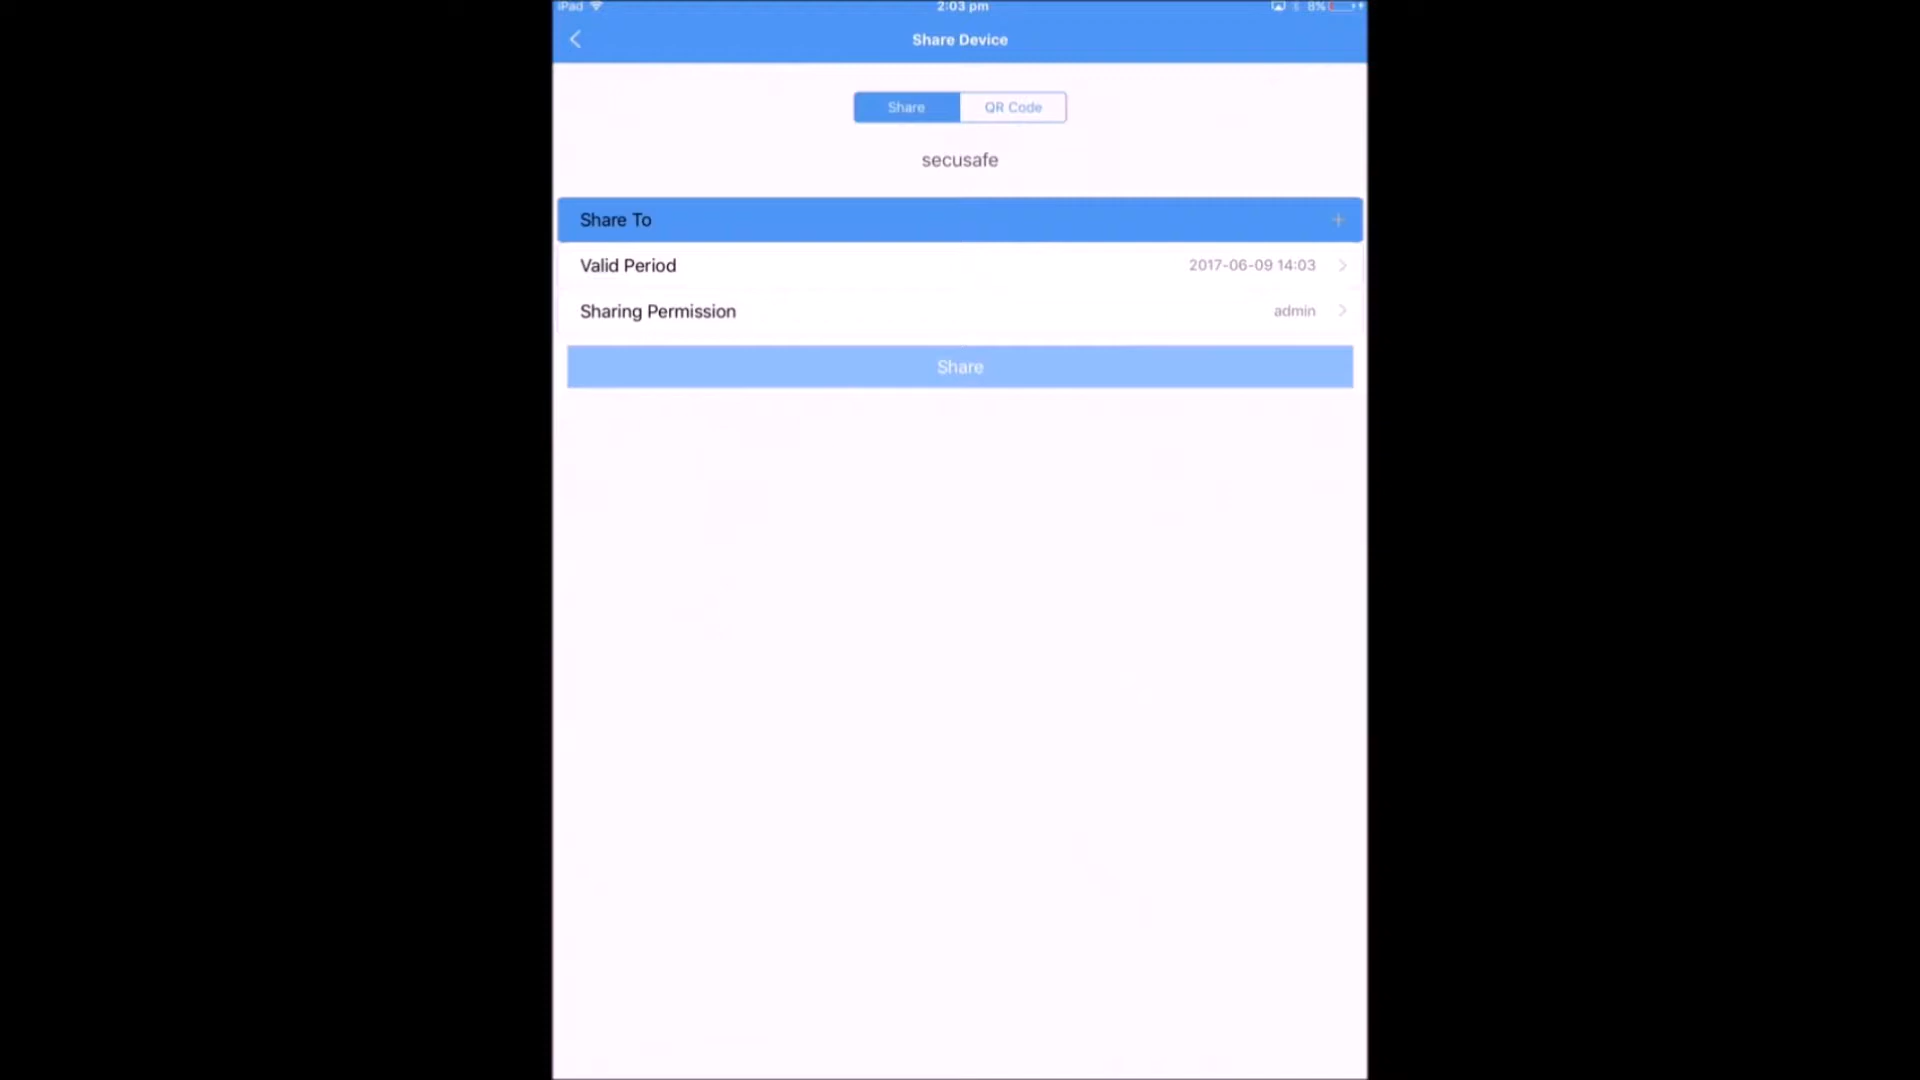 iPad 2:03 pm 8%
Share Device
Share QR Code
secusafe
Share To +
Valid Period 2017-06-09 14:03
Sharing Permission admin
Share